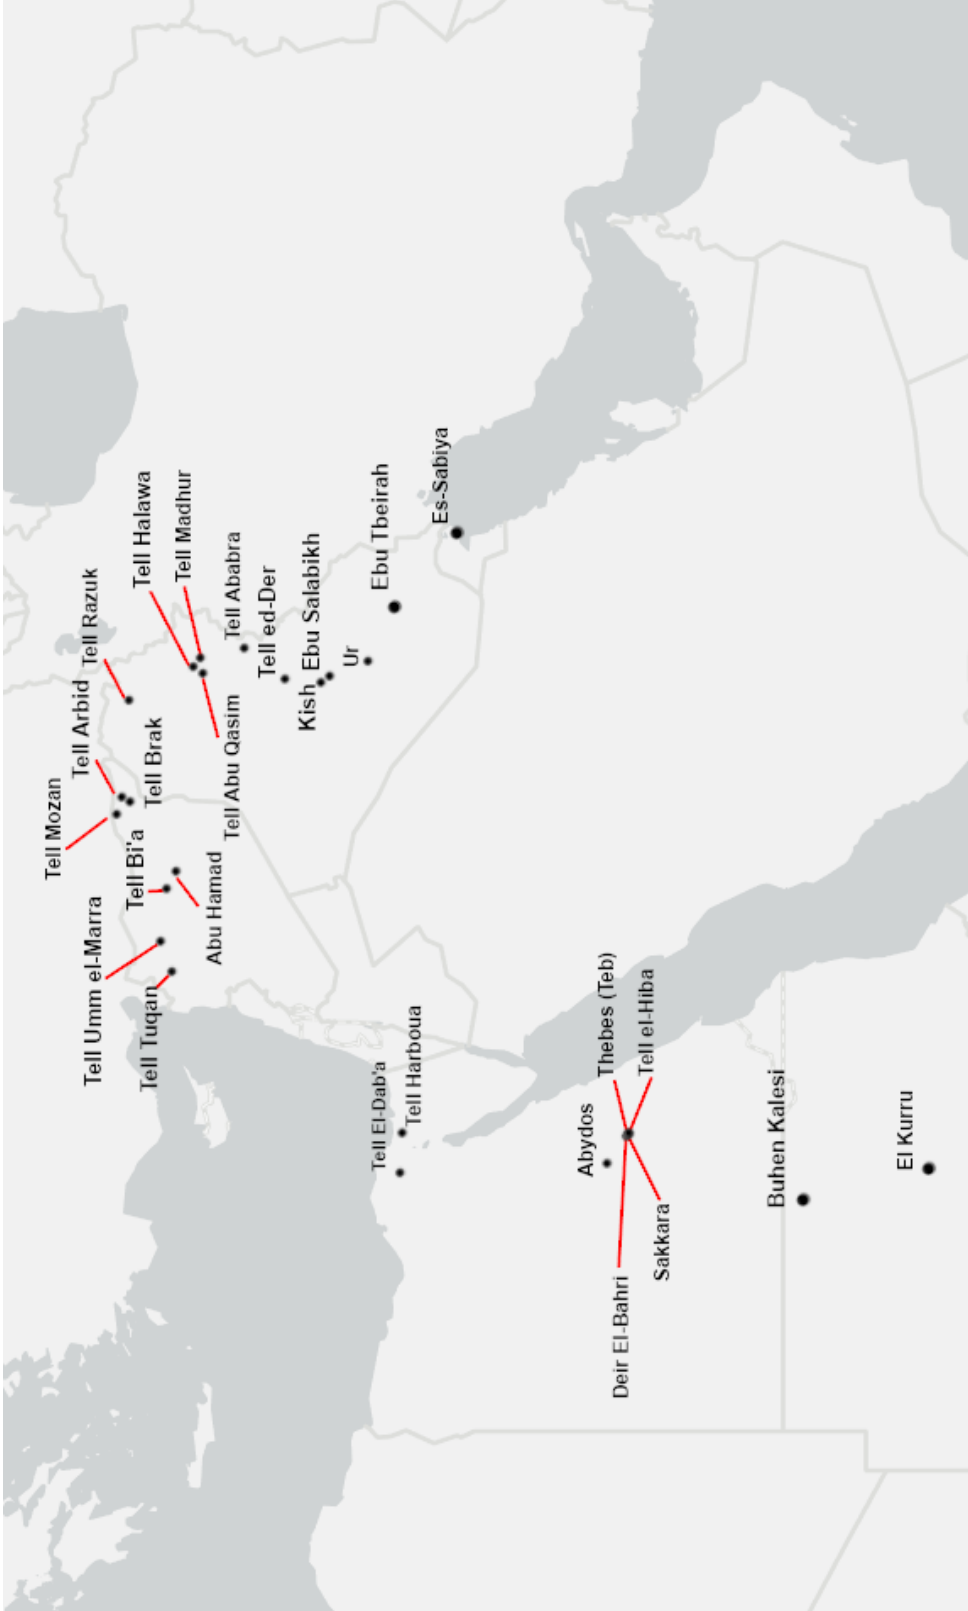 Tell Mozan
Tell Arbid
Tell Razuk
Tell Umm el-Marra
Tell Bi'a
Tell Brak
Tell Halawa
Tell Tuqan
Tell Madhur
Abu Hamad
Tell Abu Qasim
Tell Ababra
Tell ed-Der
Kish
Ebu Salabikh
Ur
Ebu Tbeirah
Es-Sabiya
Tell El-Dab'a
Tell Harboua
Abydos
Thebes (Teb)
Deir El-Bahri
Tell el-Hiba
Sakkara
Buhen Kalesi
El Kurru